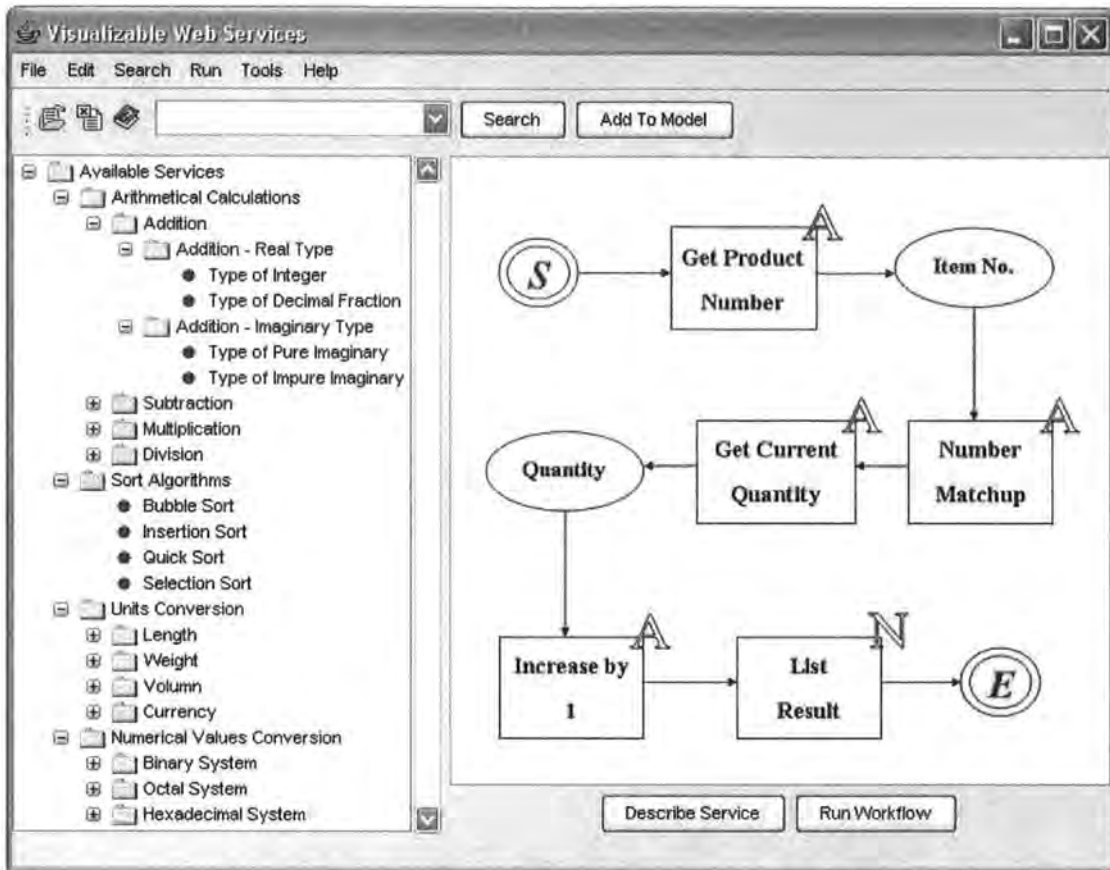 Visualizable Web Services
File Edit Search Run Tools Help
Search Add To Model
Available Services
Arithmetical Calculations
Addition
Addition - Real Type
Type of Integer
Type of Decimal Fraction
Addition - Imaginary Type
Type of Pure Imaginary
Type of Impure Imaginary
Subtraction
Multiplication
Division
Sort Algorithms
Bubble Sort
Insertion Sort
Quick Sort
Selection Sort
Units Conversion
Length
Weight
Volumn
Currency
Numerical Values Conversion
Binary System
Octal System
Hexadecimal System
S
A
Get Product
Number
Item No.
A
Number
Matchup
A
Get Current
Quantity
Quantity
A
Increase by
1
N
List
Result
E
Describe Service Run Workflow